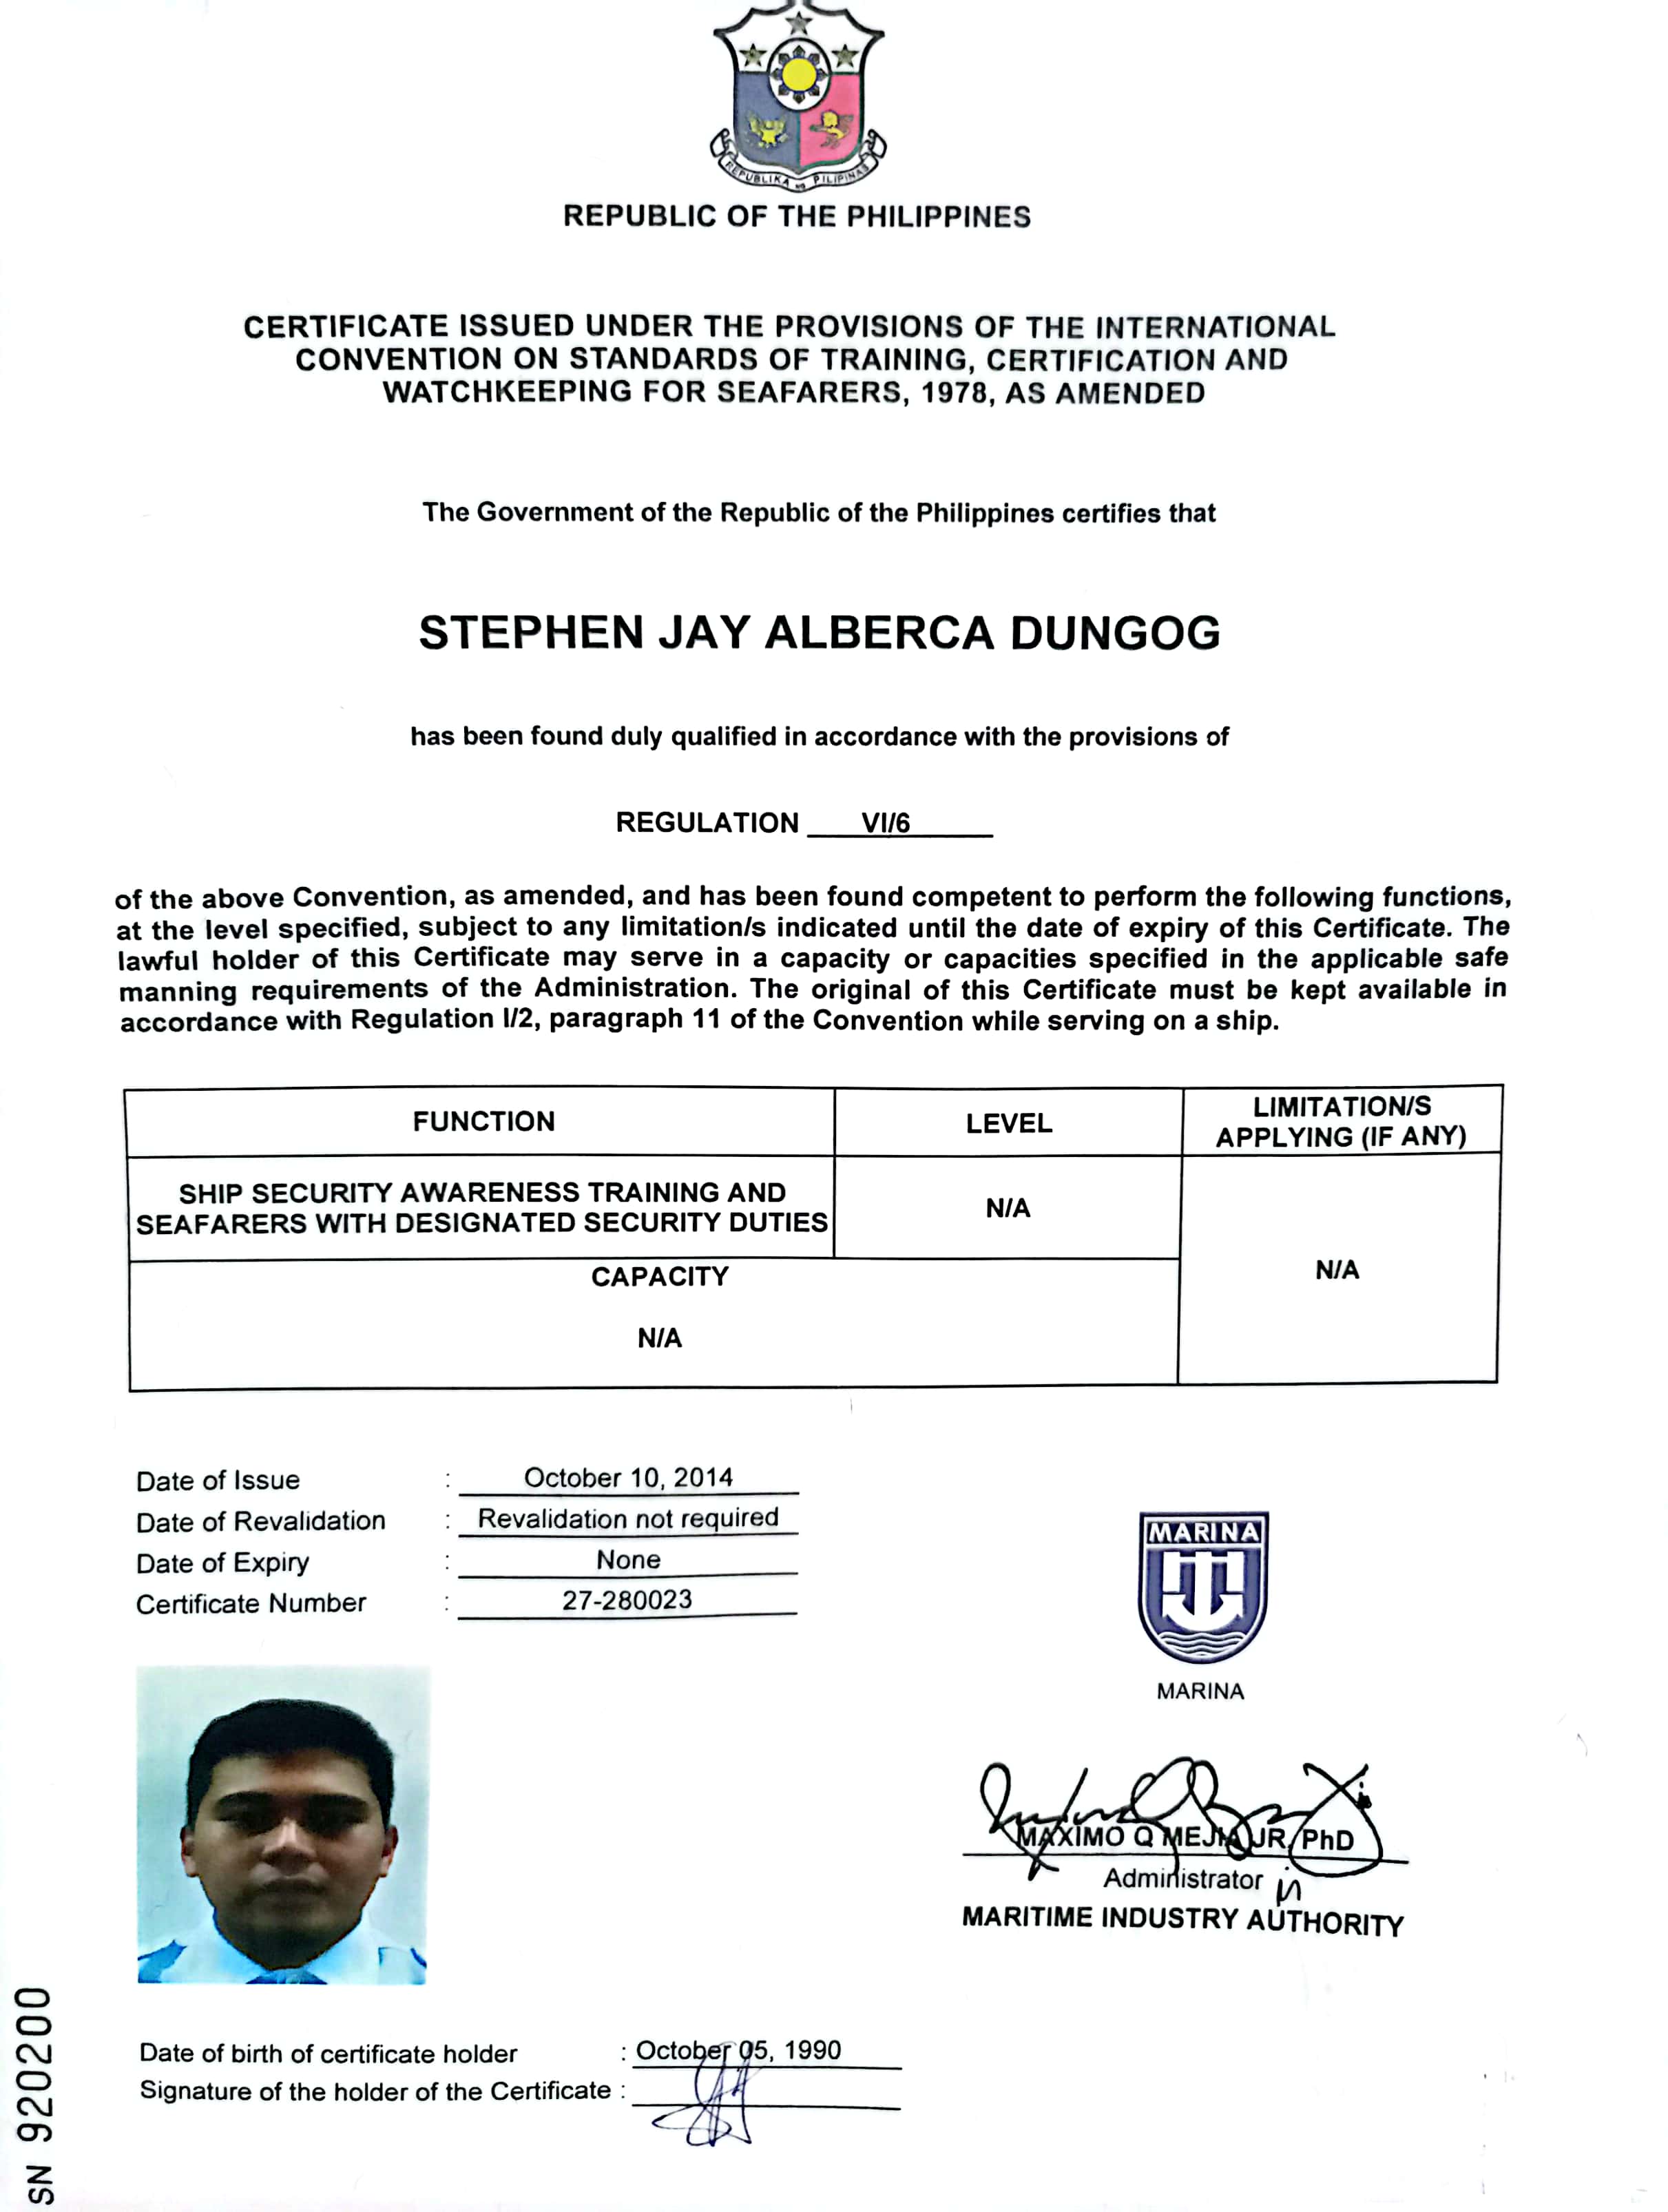 REPUBLIKA NG PILIPINAS
REPUBLIC OF THE PHILIPPINES
CERTIFICATE ISSUED UNDER THE PROVISIONS OF THE INTERNATIONAL
CONVENTION ON STANDARDS OF TRAINING, CERTIFICATION AND
WATCHKEEPING FOR SEAFARERS, 1978, AS AMENDED
The Government of the Republic of the Philippines certifies that
STEPHEN JAY ALBERCA DUNGOG
has been found duly qualified in accordance with the provisions of
REGULATION VI/6
of the above Convention, as amended, and has been found competent to perform the following functions,
at the level specified, subject to any limitation/s indicated until the date of expiry of this Certificate. The
lawful holder of this Certificate may serve in a capacity or capacities specified in the applicable safe
manning requirements of the Administration. The original of this Certificate must be kept available in
accordance with Regulation I/2, paragraph 11 of the Convention while serving on a ship.
FUNCTION LEVEL LIMITATION/S
APPLYING (IF ANY)
SHIP SECURITY AWARENESS TRAINING AND
SEAFARERS WITH DESIGNATED SECURITY DUTIES
N/A
N/A
CAPACITY
N/A
Date of Issue : October 10, 2014
Date of Revalidation : Revalidation not required
Date of Expiry : None
Certificate Number : 27-280023
MARINA
MARINA
MAXIMO Q MEJIA JR, PhD
Administrator
MARITIME INDUSTRY AUTHORITY
Date of birth of certificate holder : October 05, 1990
Signature of the holder of the Certificate :
SN 920200